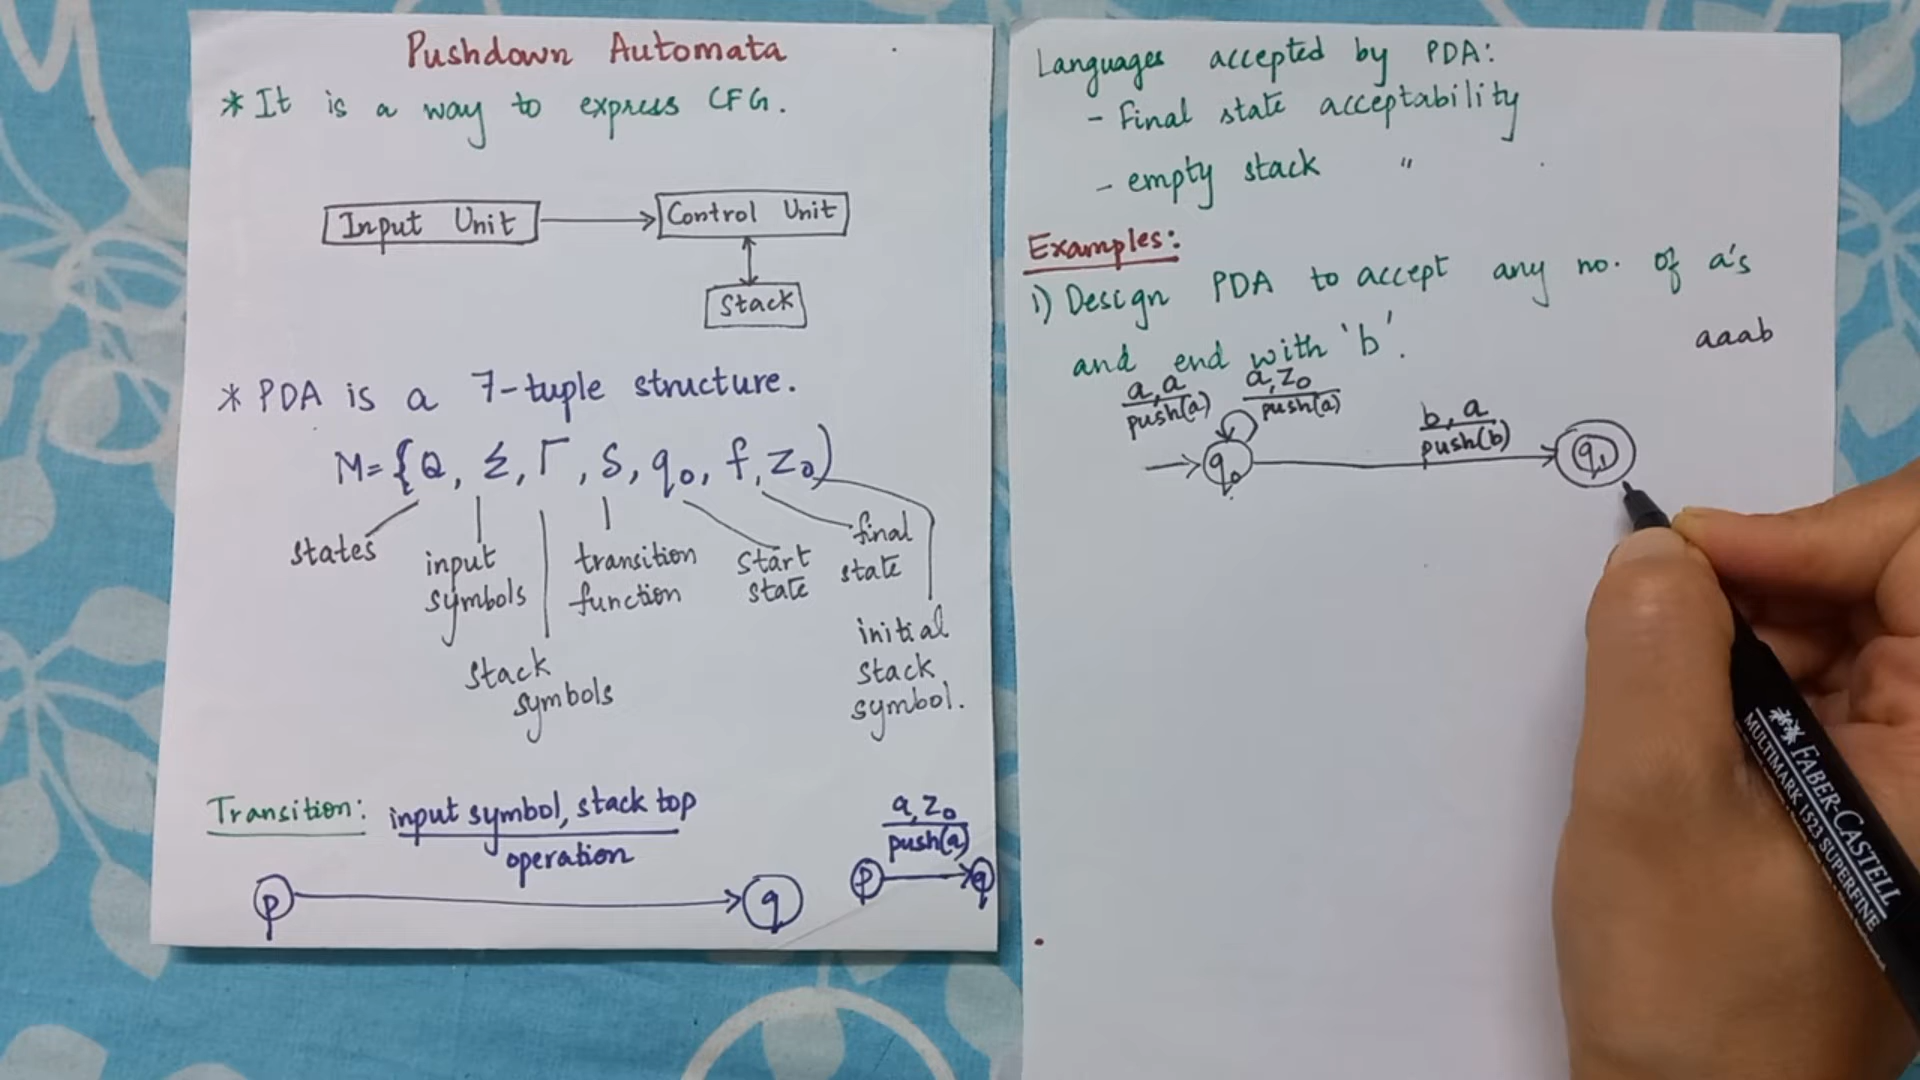 Pushdown Automata
* It is a way to express CFG.
Input Unit
Control Unit
Stack
* PDA is a 7-tuple structure.
M= {Q, Σ, Γ, δ, q0, f, z0)
states
input symbols
stack symbols
transition function
start state
final state
initial stack symbol.
Transition:
input symbol, stack top
operation
p
q
a, z0
push(a)
p
q
Languages accepted by PDA:
- Final state acceptability
- empty stack "
Examples:
1) Design PDA to accept any no. of a's
and end with 'b'.
aaab
a, a
push(a)
a, z0
push(a)
b, a
push(b)
q0
q1
FABER-CASTELL
MULTIMARK 1523 SUPERFINE